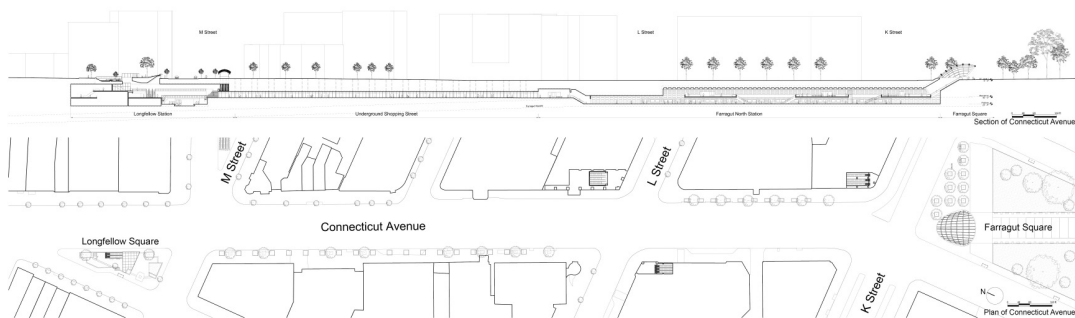 M Street
L Street
K Street
Longfellow Station
Underground Shopping Street
Farragut North Station
Farragut Square
Section of Connecticut Avenue
M Street
L Street
Connecticut Avenue
Longfellow Square
Farragut Square
K Street
N
Plan of Connecticut Avenue